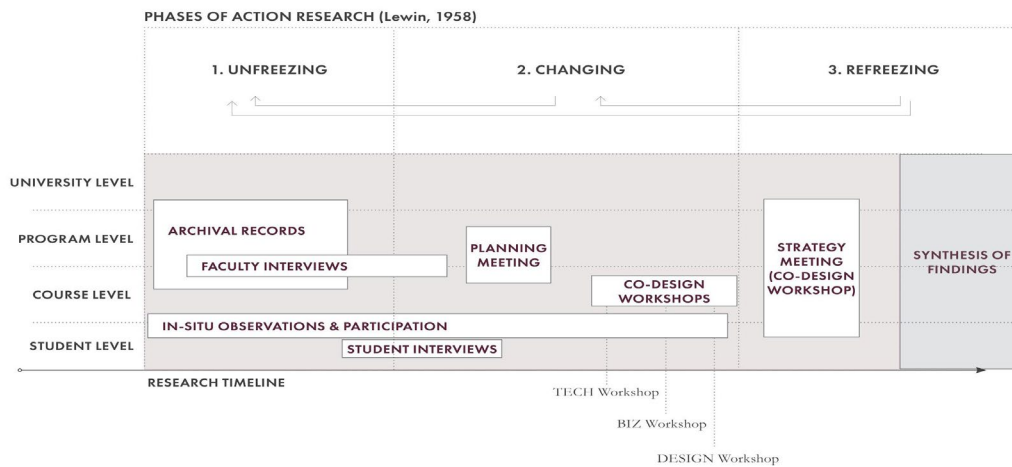 PHASES OF ACTION RESEARCH (Lewin, 1958)
1. UNFREEZING
2. CHANGING
3. REFREEZING
UNIVERSITY LEVEL
PROGRAM LEVEL
COURSE LEVEL
STUDENT LEVEL
ARCHIVAL RECORDS
FACULTY INTERVIEWS
PLANNING
MEETING
CO-DESIGN
WORKSHOPS
STRATEGY
MEETING
(CO-DESIGN
WORKSHOP)
SYNTHESIS OF
FINDINGS
IN-SITU OBSERVATIONS & PARTICIPATION
STUDENT INTERVIEWS
RESEARCH TIMELINE
TECH Workshop
BIZ Workshop
DESIGN Workshop